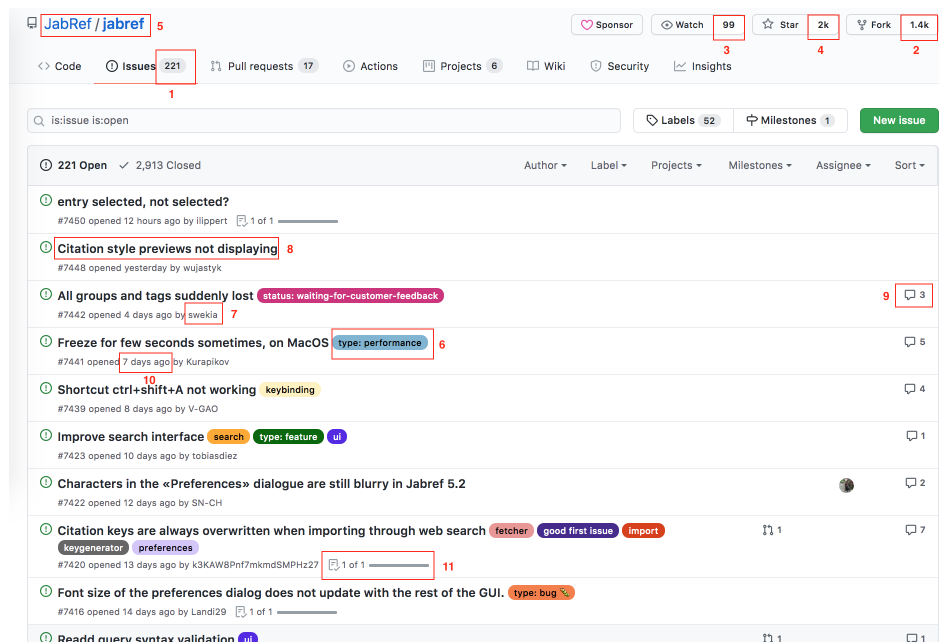 JabRef / jabref 5 Sponsor Watch 99 Star 2k Fork 1.4k
3 4 2
Code Issues 221 Pull requests 17 Actions Projects 6 Wiki Security Insights
1
is:issue is:open Labels 52 Milestones 1 New issue
221 Open 2,913 Closed Author Label Projects Milestones Assignee Sort
entry selected, not selected?
#7450 opened 12 hours ago by ilippert 1 of 1
Citation style previews not displaying 8
#7448 opened yesterday by wujastyk
All groups and tags suddenly lost status: waiting-for-customer-feedback 9 3
#7442 opened 4 days ago by swekia 7
Freeze for few seconds sometimes, on MacOS type: performance 6 5
#7441 opened 7 days ago by Kurapikov
10
Shortcut ctrl+shift+A not working keybinding 4
#7439 opened 8 days ago by V-GAO
Improve search interface search type: feature ui 1
#7423 opened 10 days ago by tobiasdiez
Characters in the «Preferences» dialogue are still blurry in Jabref 5.2 2
#7422 opened 12 days ago by SN-CH
Citation keys are always overwritten when importing through web search fetcher good first issue import 1 7
keygenerator preferences
#7420 opened 13 days ago by k3KAW8Pnf7mkmdSMPHz27 1 of 1 11
Font size of the preferences dialog does not update with the rest of the GUI. type: bug 🐛
#7416 opened 14 days ago by Landi29 1 of 1
Readd query syntax validation ui 1 1